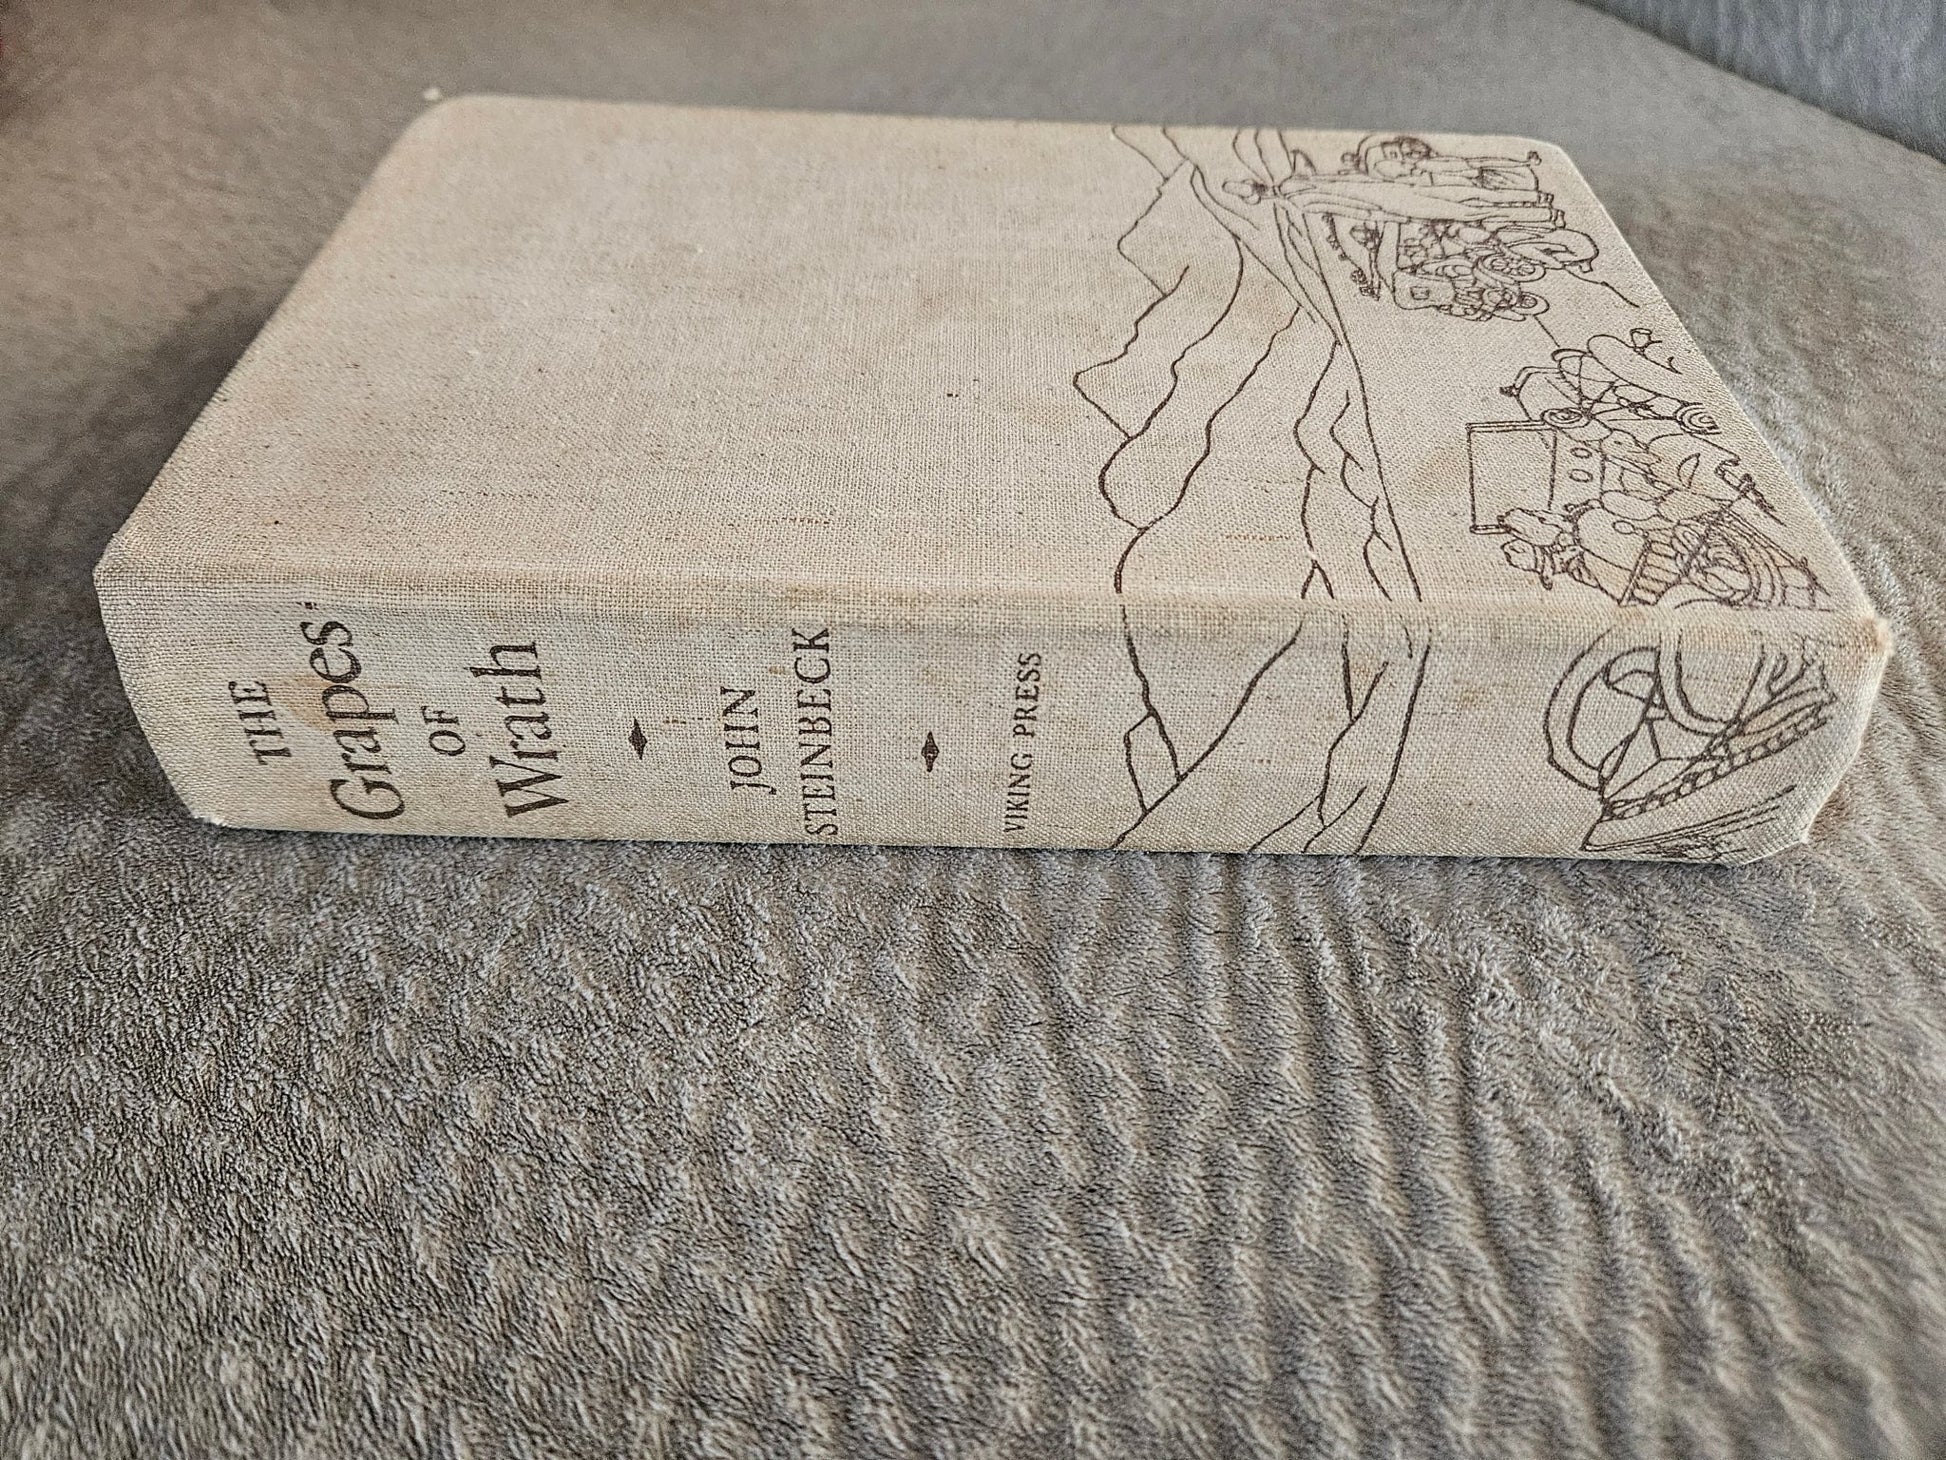 THE
Grapes
OF
Wrath
JOHN
STEINBECK
VIKING PRESS